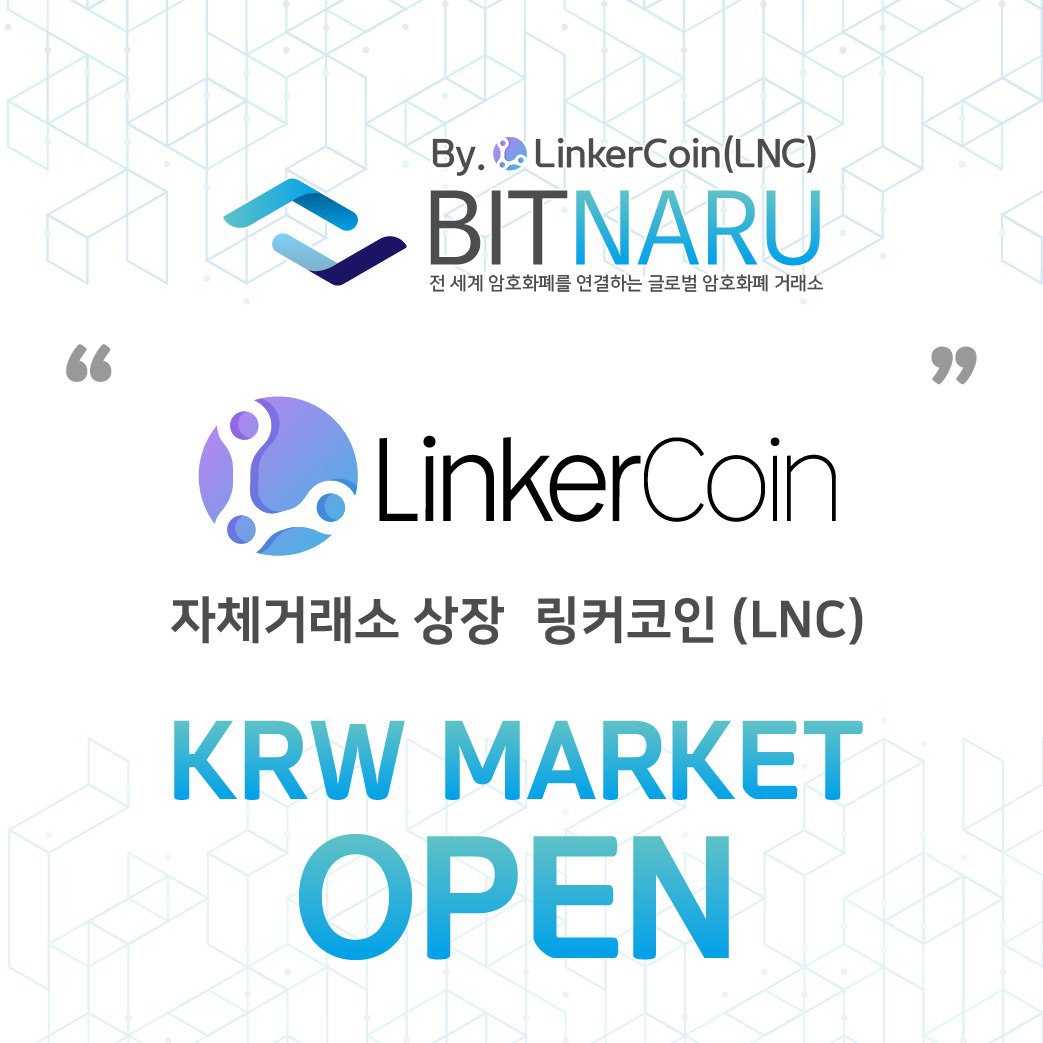 By. LinkerCoin(LNC)
BITNARU
전 세계 암호화폐를 연결하는 글로벌 암호화폐 거래소
“ ”
LinkerCoin
자체거래소 상장 링커코인 (LNC)
KRW MARKET
OPEN